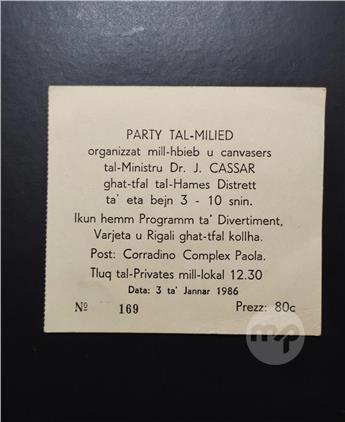 PARTY TAL-MILIED
organizzat mill-hbieb u canvasers
tal-Ministru Dr. J. CASSAR
ghat-tfal tal-Hames Distrett
ta' eta bejn 3 - 10 snin.
Ikun hemm Programm ta' Divertiment,
Varjeta u Rigali ghat-tfal kollha.
Post: Corradino Complex Paola.
Tluq tal-Privates mill-lokal 12.30
Data: 3 ta' Jannar 1986
Nº 169 Prezz: 80c
mp